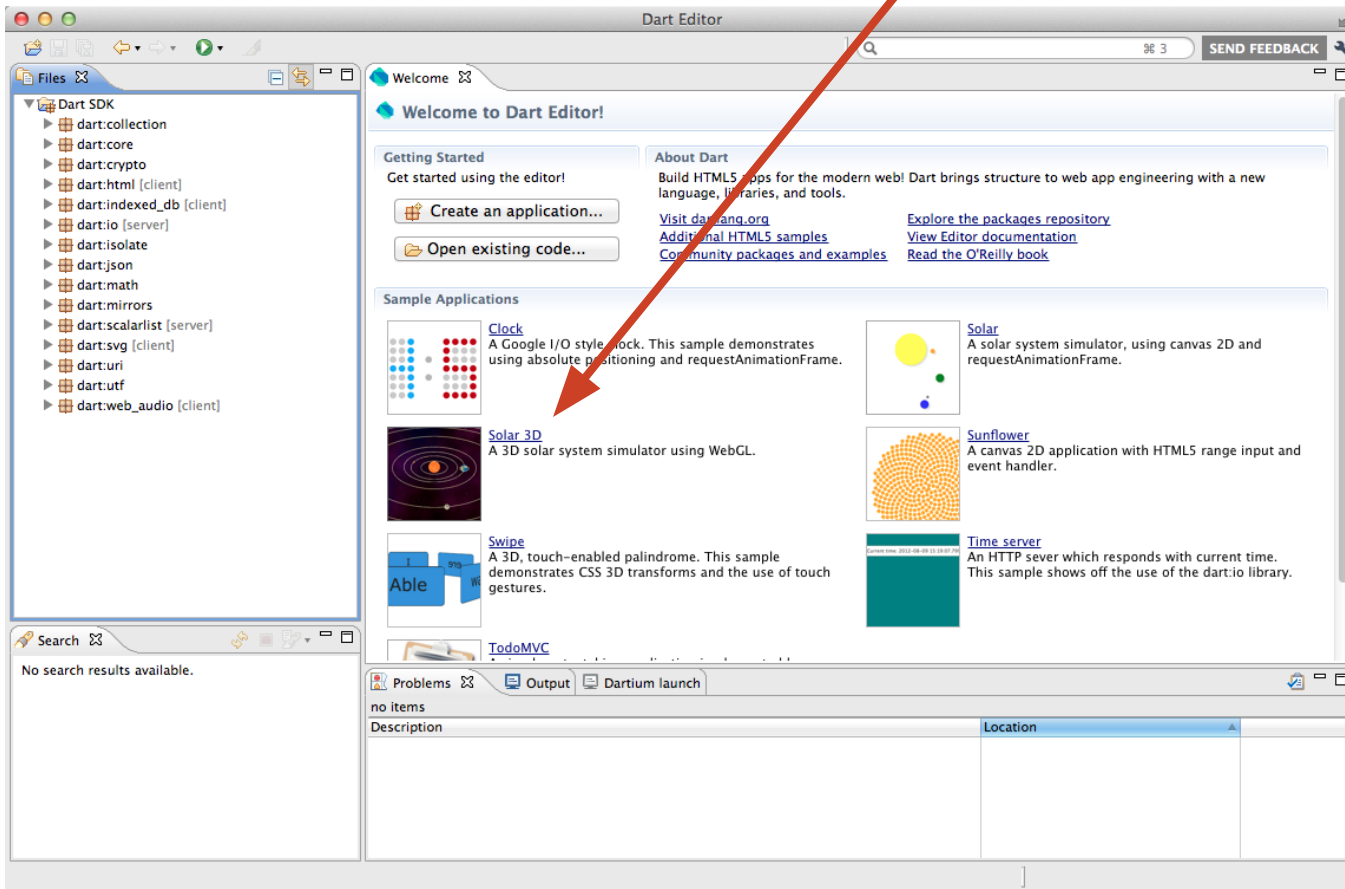 Dart Editor
⌘ 3
SEND FEEDBACK
Files
Welcome
Dart SDK
dart:collection
dart:core
dart:crypto
dart:html [client]
dart:indexed_db [client]
dart:io [server]
dart:isolate
dart:json
dart:math
dart:mirrors
dart:scalarlist [server]
dart:svg [client]
dart:uri
dart:utf
dart:web_audio [client]
Welcome to Dart Editor!
Getting Started
Get started using the editor!
Create an application...
Open existing code...
About Dart
Build HTML5 apps for the modern web! Dart brings structure to web app engineering with a new
language, libraries, and tools.
Visit dartlang.org
Additional HTML5 samples
Community packages and examples
Explore the packages repository
View Editor documentation
Read the O'Reilly book
Sample Applications
Clock
A Google I/O style clock. This sample demonstrates
using absolute positioning and requestAnimationFrame.
Solar
A solar system simulator, using canvas 2D and
requestAnimationFrame.
Solar 3D
A 3D solar system simulator using WebGL.
Sunflower
A canvas 2D application with HTML5 range input and
event handler.
Able
Swipe
A 3D, touch-enabled palindrome. This sample
demonstrates CSS 3D transforms and the use of touch
gestures.
Time server
An HTTP sever which responds with current time.
This sample shows off the use of the dart:io library.
TodoMVC
Search
No search results available.
Problems
Output
Dartium launch
no items
Description
Location